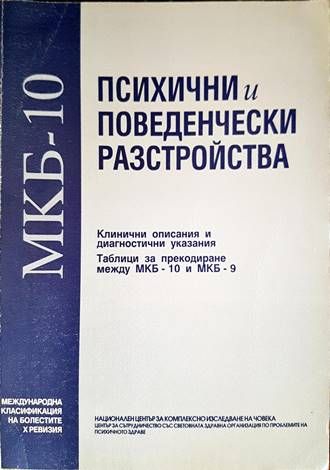 МКБ-10
ПСИХИЧНИ и
ПОВЕДЕНЧЕСКИ
РАЗСТРОЙСТВА
Клинични описания и
диагностични указания
Таблици за прекодиране
между МКБ - 10 и МКБ - 9
МЕЖДУНАРОДНА
КЛАСИФИКАЦИЯ
НА БОЛЕСТИТЕ
X РЕВИЗИЯ
НАЦИОНАЛЕН ЦЕНТЪР ЗА КОМПЛЕКСНО ИЗСЛЕДВАНЕ НА ЧОВЕКА
ЦЕНТЪР ЗА СЪТРУДНИЧЕСТВО СЪС СВЕТОВНАТА ЗДРАВНА ОРГАНИЗАЦИЯ ПО ПРОБЛЕМИТЕ НА
ПСИХИЧНОТО ЗДРАВЕ